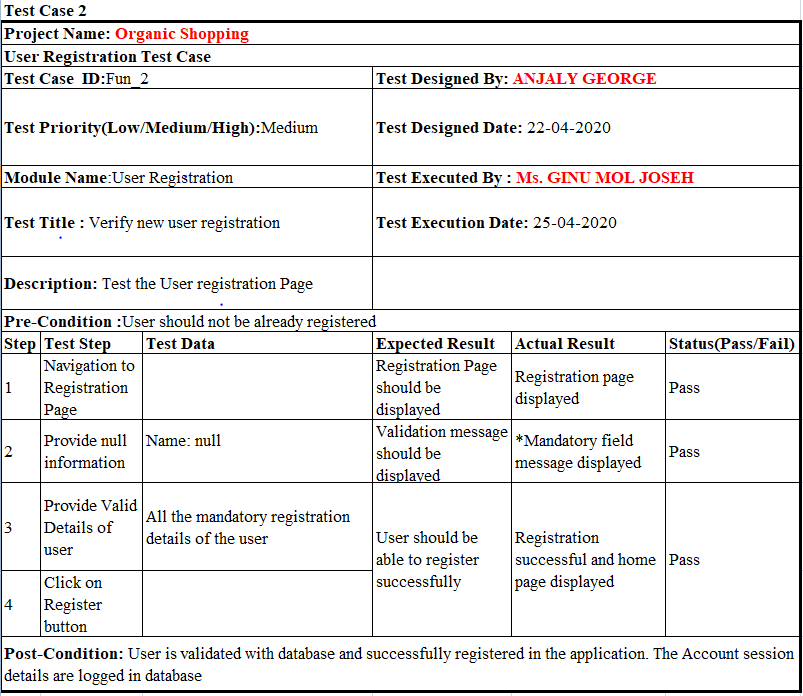 Test Case 2
Project Name: Organic Shopping
User Registration Test Case
Test Case ID:Fun_2
Test Designed By: ANJALY GEORGE
Test Priority(Low/Medium/High):Medium
Test Designed Date: 22-04-2020
Module Name:User Registration
Test Executed By : Ms. GINU MOL JOSEH
Test Title : Verify new user registration
Test Execution Date: 25-04-2020
Description: Test the User registration Page
Pre-Condition :User should not be already registered
Step
Test Step
Test Data
Expected Result
Actual Result
Status(Pass/Fail)
1
Navigation to
Registration
Page
Registration Page
should be
displayed
Registration page
displayed
Pass
2
Provide null
information
Name: null
Validation message
should be
displayed
*Mandatory field
message displayed
Pass
3
Provide Valid
Details of
user
All the mandatory registration
details of the user
User should be
able to register
successfully
Registration
successful and home
page displayed
Pass
4
Click on
Register
button
Post-Condition: User is validated with database and successfully registered in the application. The Account session
details are logged in database